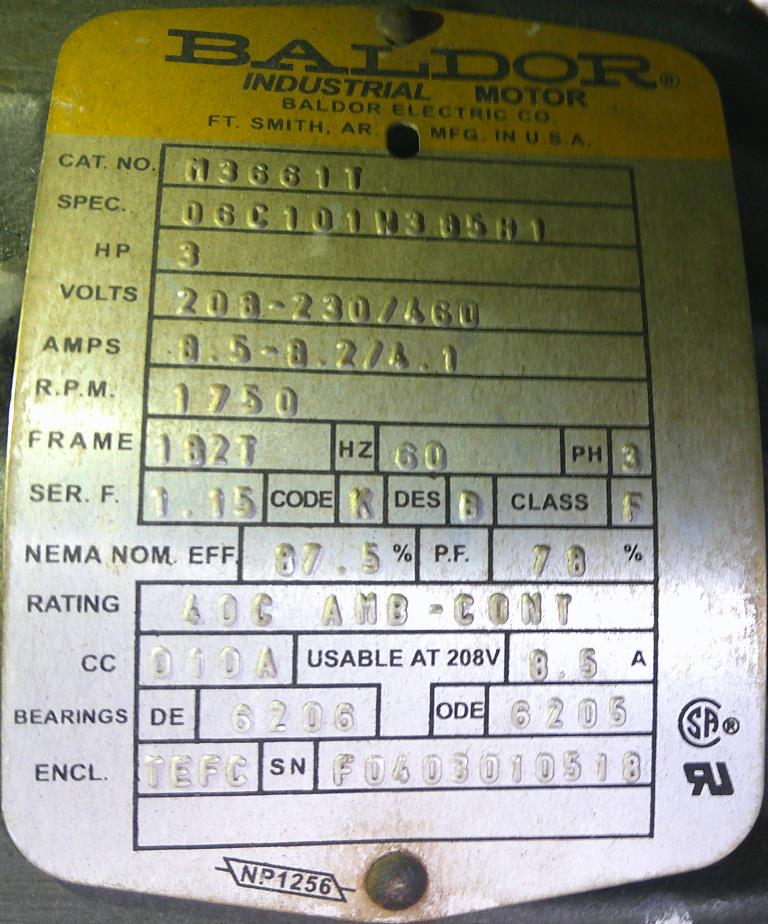 BALDOR®
INDUSTRIAL MOTOR
BALDOR ELECTRIC CO.
FT. SMITH, AR. MFG. IN U.S.A.
CAT. NO. M3661T
SPEC. 06C101W305H1
HP 3
VOLTS 208-230/460
AMPS 8.5-8.2/4.1
R.P.M. 1750
FRAME 182T HZ 60 PH 3
SER. F. 1.15 CODE K DES B CLASS F
NEMA NOM. EFF. 87.5 % P.F. 78 %
RATING 40C AMB-CONT
CC 010A USABLE AT 208V 8.5 A
BEARINGS DE 6206 ODE 6205
ENCL. TEFC SN F0403010518
SA®
NP1256